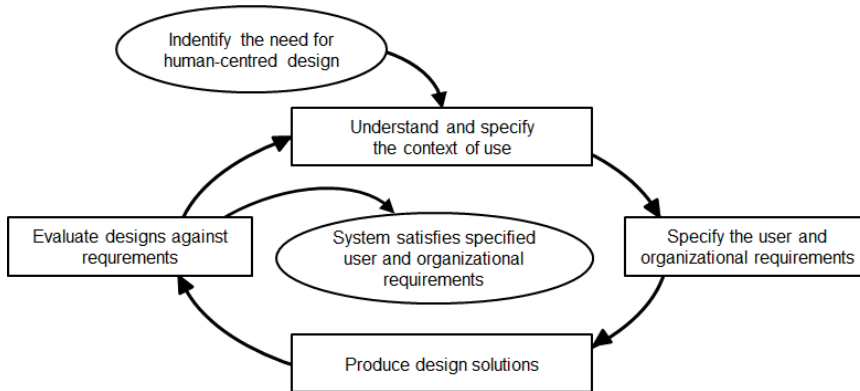 Indentify the need for
human-centred design
Understand and specify
the context of use
Evaluate designs against
requrements
System satisfies specified
user and organizational
requirements
Specify the user and
organizational requirements
Produce design solutions